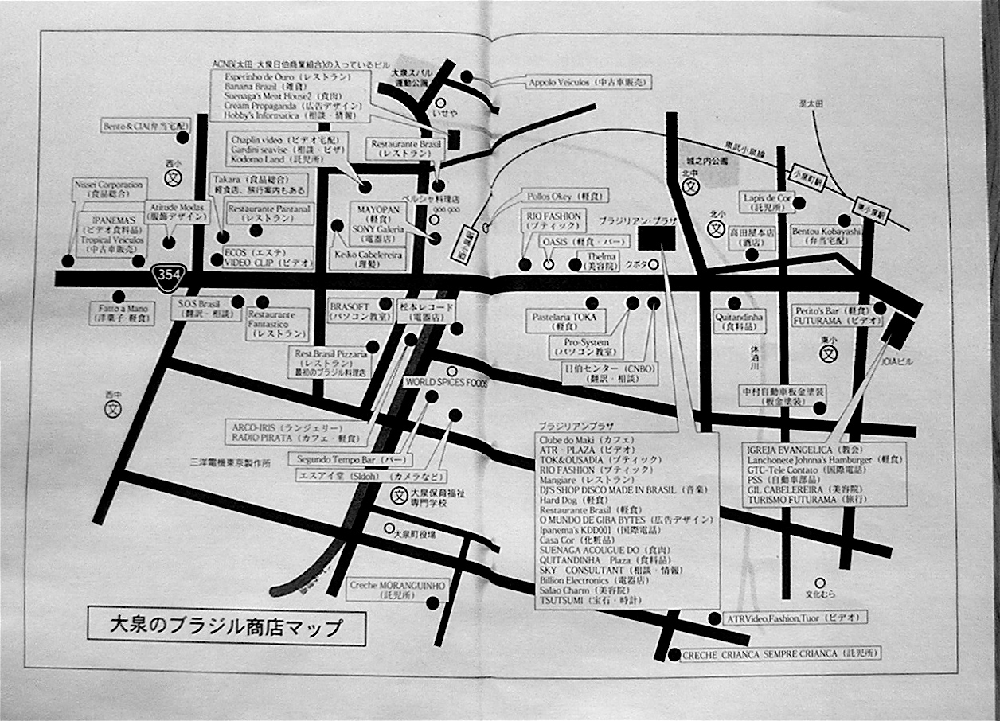 ACNB(太田・大泉日伯商業組合)の入っているビル
Esperinho de Ouro (レストラン)
Banana Brazil (雑貨)
Suenaga's Meat House2 (食肉)
Cream Propaganda (広告デザイン)
Hobby's Informatica (相談・情報)
大泉スバル
運動公園
いせや
Appolo Veiculos (中古車販売)
至太田
Bento & CIA(弁当宅配)
Chaplin video (ビデオ宅配)
Gardini seavise (相談・ビザ)
Kodomo Land (託児所)
Restaurante Brasil
(レストラン)
東武小泉線
城之内公園
小泉町駅
東小泉駅
西小
文
北中
文
Nissei Corporacion
(食品総合)
Takara (食品総合)
軽食店、旅行案内もある
ペルシャ料理店
goo goo
Pollos Okey (軽食)
Lapis de Cor
(託児所)
Atitude Modas
(服飾デザイン)
Restaurante Pantanal
(レストラン)
MAYOPAN
(軽食)
SONY Galeria
(電器店)
西小泉駅
RIO FASHION
(ブティック)
ブラジリアン・プラザ
北小
文
IPANEMA'S
(ビデオ食料品)
Tropical Veiculos
(中古車販売)
OASIS (軽食・バー)
高田屋本店
(酒店)
Bentou Kobayashi
(弁当宅配)
ECOS (エステ)
VIDEO CLIP (ビデオ)
Keiko Cabelereira
(理髪)
Thelma
(美容院)
クボタ
354
Fatto a Mano
(洋菓子・軽食)
S.O.S Brasil
(翻訳・相談)
Restaurante
Fantastico
(レストラン)
BRASOFT
(パソコン教室)
松本レコード
(電器店)
Pastelaria TOKA
(軽食)
Quitandinha
(食料品)
Petito's Bar (軽食)
FUTURAMA (ビデオ)
Pro-System
(パソコン教室)
Rest.Brasil Pizzaria
(レストラン)
最初のブラジル料理店
日伯センター (CNBO)
(翻訳・相談)
休泊川
東小
文
JOIAビル
WORLD SPICES FOODS
西中
文
中村自動車板金塗装
(板金塗装)
ARCO-IRIS (ランジェリー)
RADIO PIRATA (カフェ・軽食)
三洋電機東京製作所
Segundo Tempo Bar (バー)
エスアイ堂 (SIdoh) (カメラなど)
文
大泉保育福祉
専門学校
大泉町役場
ブラジリアンプラザ
Clube do Maki (カフェ)
ATR・PLAZA (ビデオ)
TOK&OUSADIA (ブティック)
RIO FASHION (ブティック)
Mangiare (レストラン)
DJ'S SHOP DISCO MADE IN BRASIL (音楽)
Hard Dog (軽食)
Restaurante Brasil (軽食)
O MUNDO DE GIBA BYTES (広告デザイン)
Ipanema's KDD001 (国際電話)
Casa Cor (化粧品)
SUENAGA ACOUGUE DO (食肉)
QUITANDINHA Plaza (食料品)
SKY CONSULTANT (相談・情報)
Billion Electronics (電器店)
Salao Charm (美容院)
TSUTSUMI (宝石・時計)
IGREJA EVANGELICA (教会)
Lanchonete Johnna's Hamburger (軽食)
GTC-Tele Contato (国際電話)
PSS (自動車部品)
GIL CABELEREIRA (美容院)
TURISMO FUTURAMA (旅行)
Creche MORANGUINHO
(託児所)
文化むら
大泉のブラジル商店マップ
ATRVideo,Fashion,Tuor (ビデオ)
CRECHE CRIANCA SEMPRE CRIANCA (託児所)